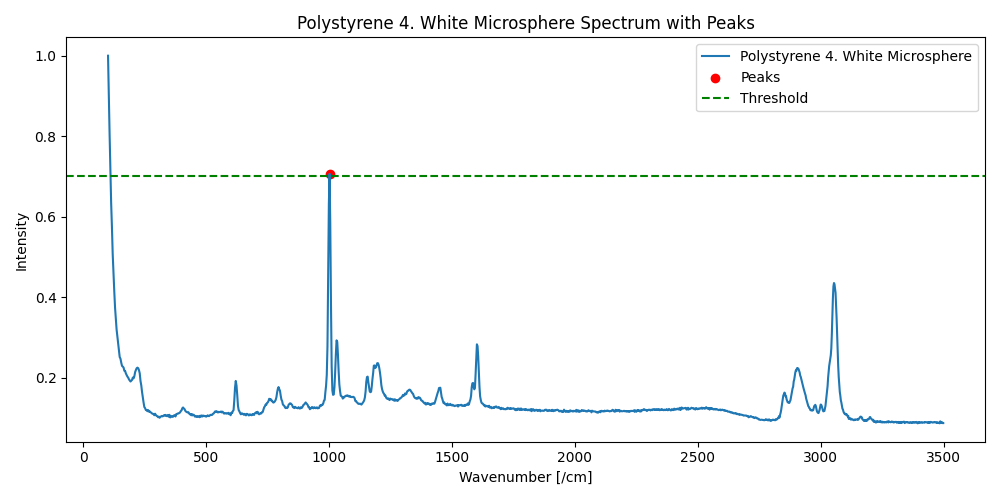 Polystyrene 4. White Microsphere Spectrum with Peaks
Polystyrene 4. White Microsphere
Peaks
Threshold
Intensity
1.0
0.8
0.6
0.4
0.2
0 500 1000 1500 2000 2500 3000 3500
Wavenumber [/cm]